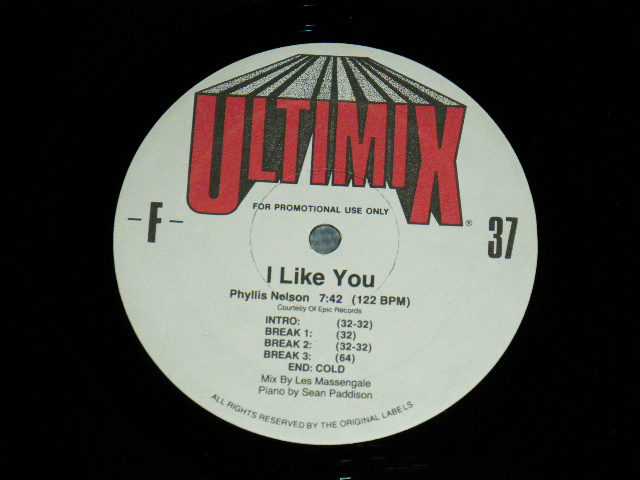 ULTIMIX ®
FOR PROMOTIONAL USE ONLY
- F -
37
I Like You
Phyllis Nelson 7:42 (122 BPM)
Courtesy Of Epic Records
INTRO: (32-32)
BREAK 1: (32)
BREAK 2: (32-32)
BREAK 3: (64)
END: COLD
Mix By Les Massengale
Piano by Sean Paddison
ALL RIGHTS RESERVED BY THE ORIGINAL LABELS.